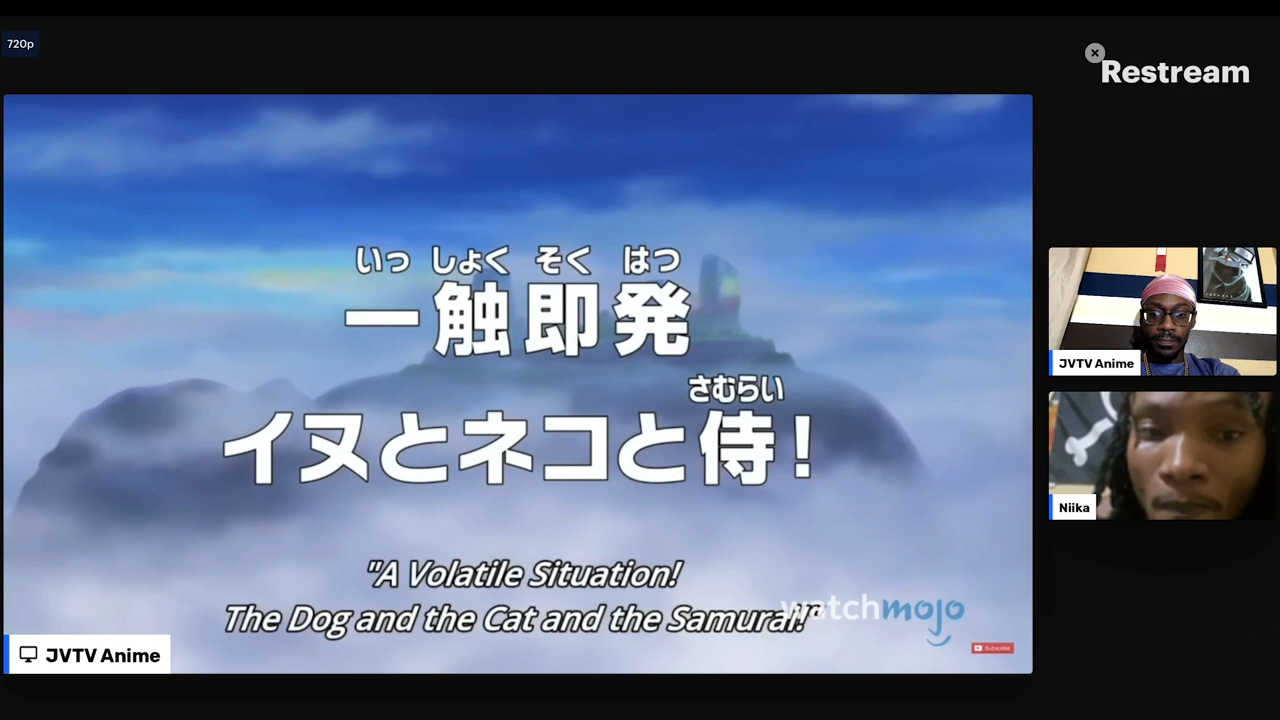 720p
Restream
いっ しょく そく はつ
一触即発
さむらい
イヌとネコと侍!
"A Volatile Situation!
The Dog and the Cat and the Samurai!"
watchmojo
Subscribe
JVTV Anime
JVTV Anime
Niika